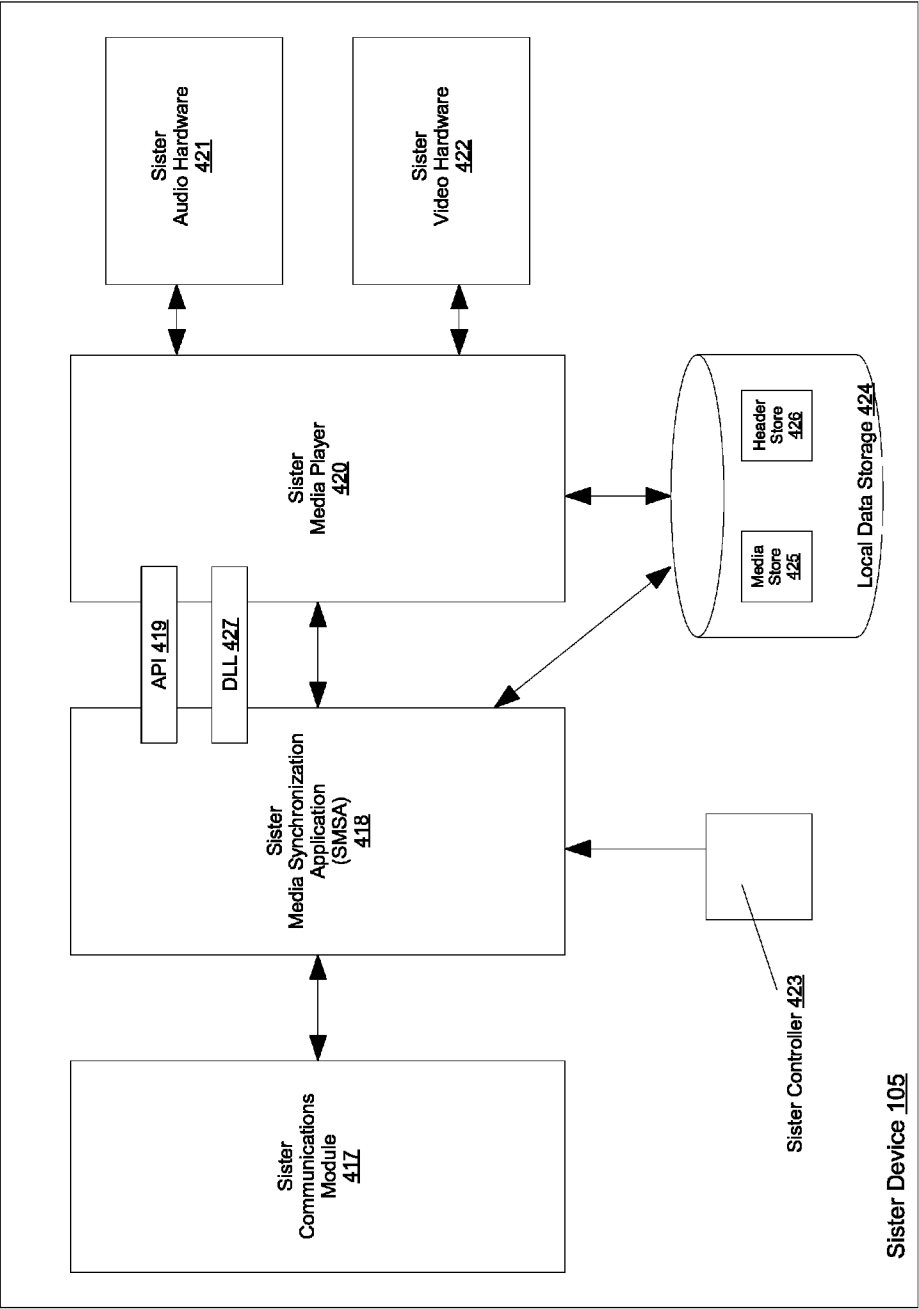 Sister
Communications
Module
417
Sister
Media Synchronization
Application
(SMSA)
418
API 419
DLL 427
Sister
Media Player
420
Sister
Audio Hardware
421
Sister
Video Hardware
422
Sister Controller 423
Media
Store
425
Header
Store
426
Local Data Storage 424
Sister Device 105